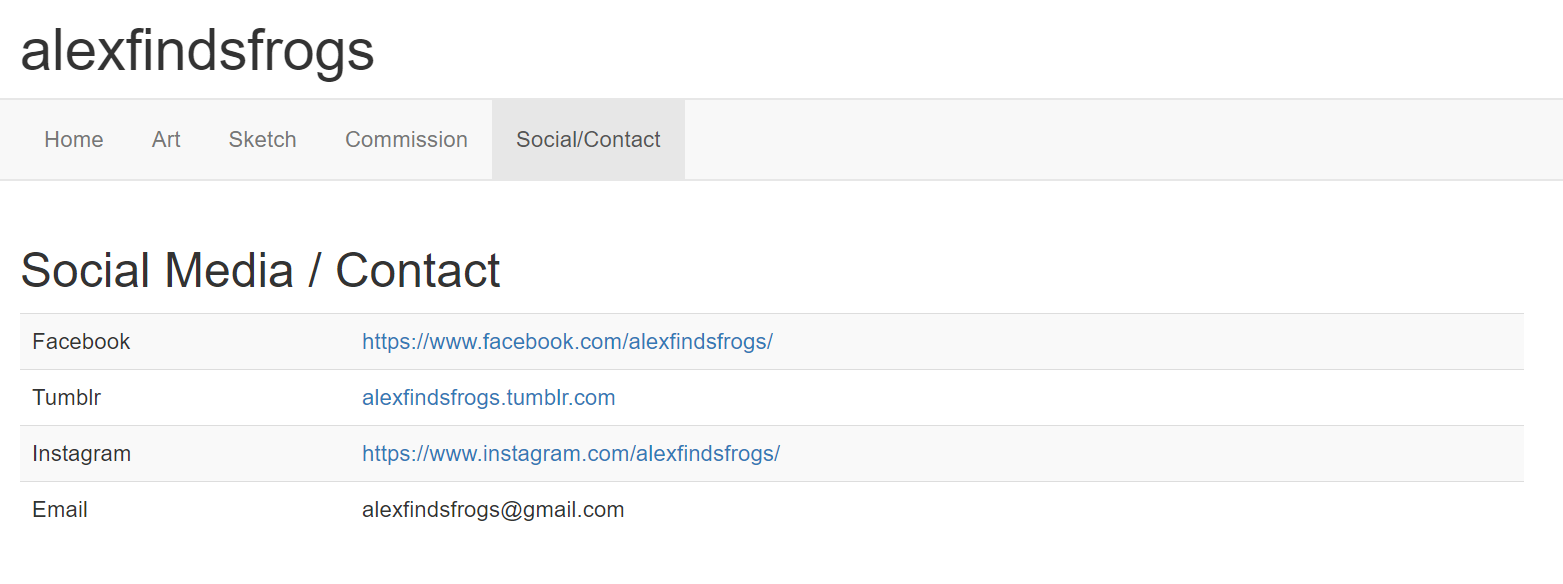 alexfindsfrogs
Home Art Sketch Commission Social/Contact
Social Media / Contact
Facebook https://www.facebook.com/alexfindsfrogs/
Tumblr alexfindsfrogs.tumblr.com
Instagram https://www.instagram.com/alexfindsfrogs/
Email alexfindsfrogs@gmail.com